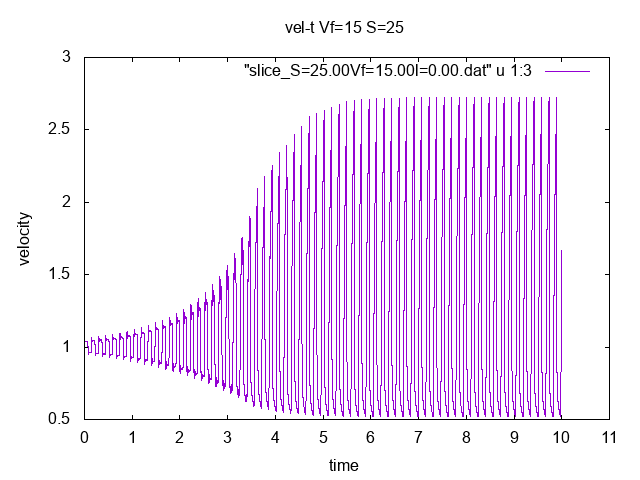 vel-t Vf=15 S=25
"slice_S=25.00Vf=15.00I=0.00.dat" u 1:3
3
2.5
2
1.5
1
0.5
velocity
0 1 2 3 4 5 6 7 8 9 10 11
time